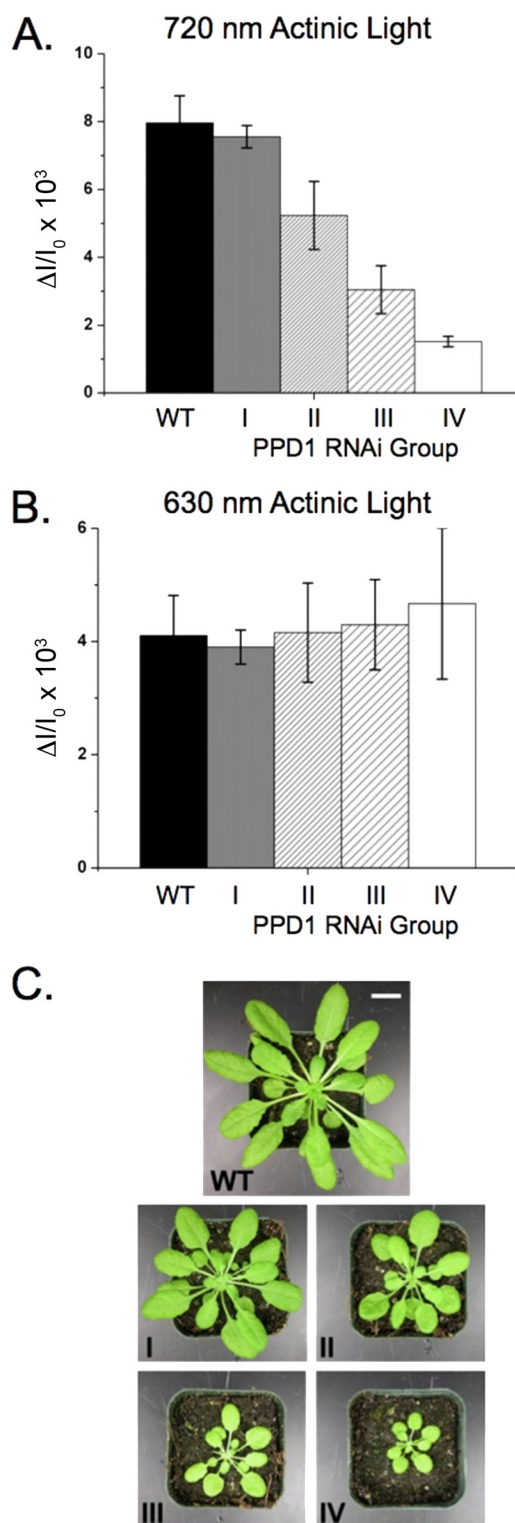 A.
720 nm Actinic Light
10
8
6
4
2
0
ΔI/I₀ x 10³
WT I II III IV
PPD1 RNAi Group
B.
630 nm Actinic Light
6
4
2
0
ΔI/I₀ x 10³
WT I II III IV
PPD1 RNAi Group
C.
WT
I
II
III
IV